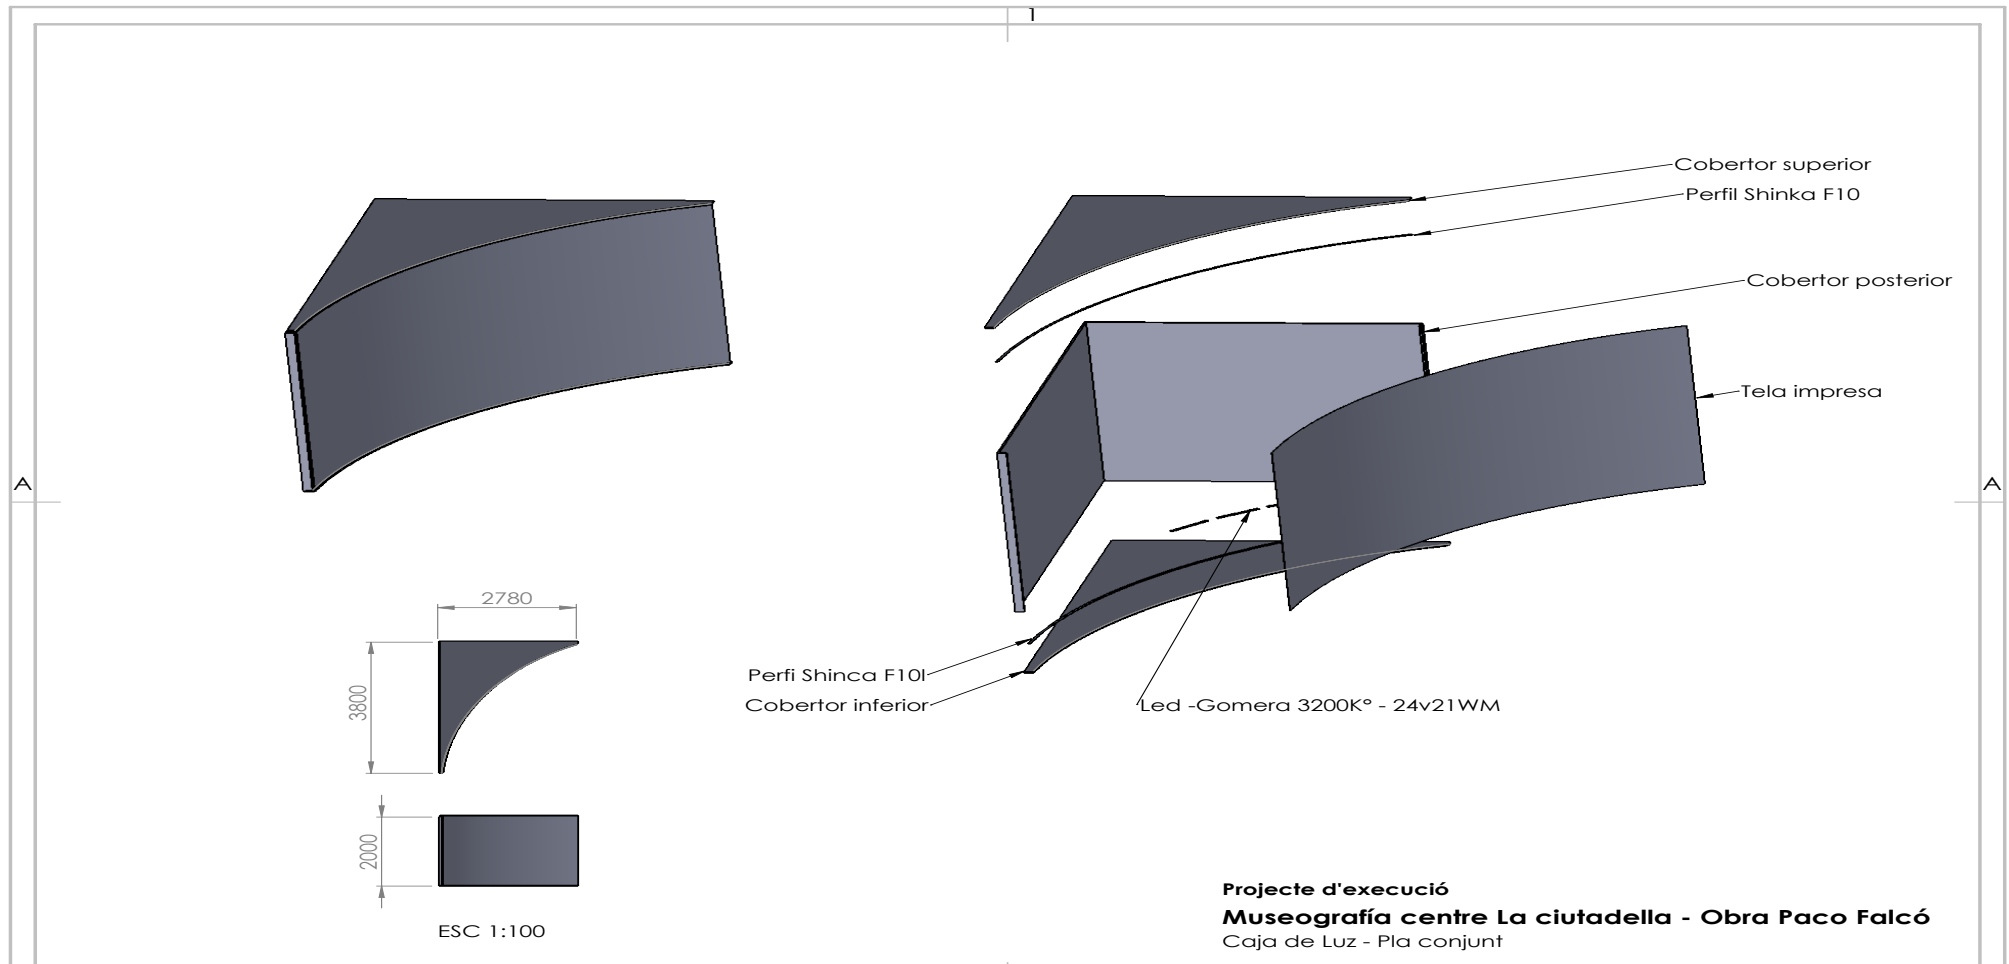 1
Cobertor superior
Perfil Shinka F10
Cobertor posterior
Tela impresa
A
A
2780
3800
Perfi Shinca F10I
Cobertor inferior
Led -Gomera 3200K° - 24v21WM
2000
ESC 1:100
Projecte d'execució
Museografía centre La ciutadella - Obra Paco Falcó
Caja de Luz - Pla conjunt